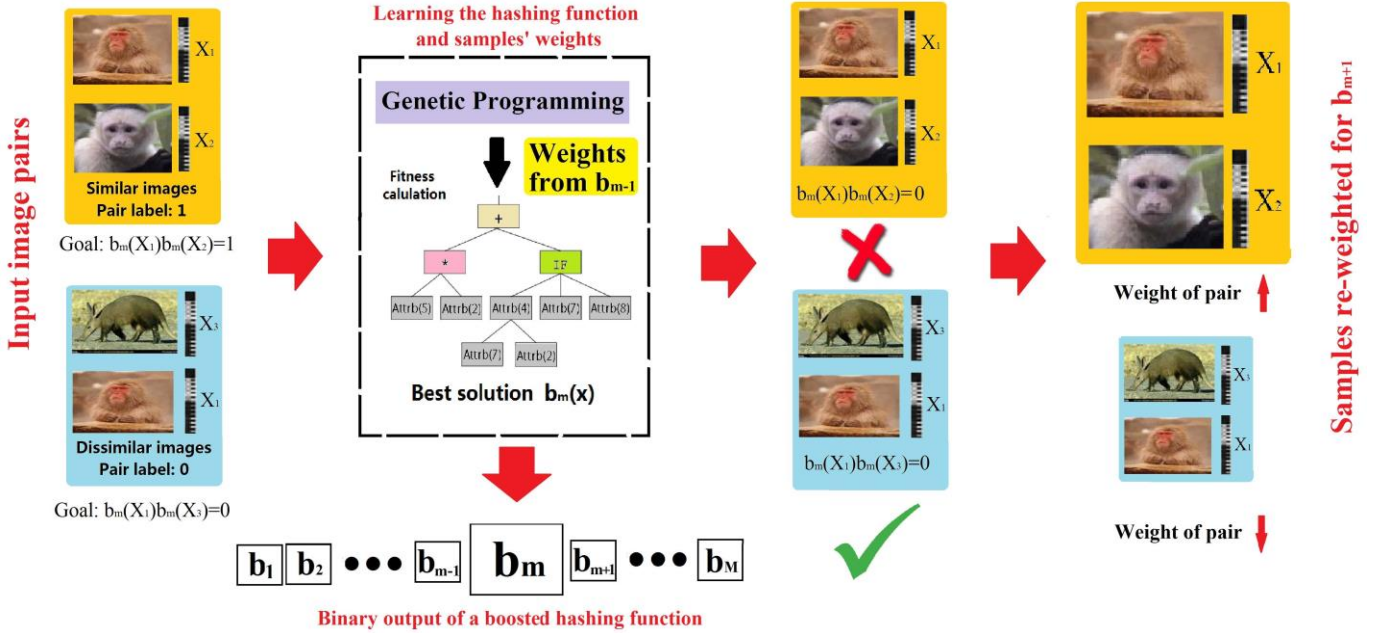 Input image pairs
X₁
X₂
Similar images
Pair label: 1
Goal: bₘ(X₁)bₘ(X₂)=1
X₃
X₁
Dissimilar images
Pair label: 0
Goal: bₘ(X₁)bₘ(X₃)=0
Learning the hashing function
and samples' weights
Genetic Programming
Weights
from bₘ₋₁
Fitness
calulation
+
*
IF
Attrb(5)
Attrb(2)
Attrb(4)
Attrb(7)
Attrb(8)
Attrb(7)
Attrb(2)
Best solution bₘ(x)
b₁
b₂
•••
bₘ₋₁
bₘ
bₘ₊₁
•••
b_M
Binary output of a boosted hashing function
X₁
X₂
bₘ(X₁)bₘ(X₂)=0
X₃
X₁
bₘ(X₁)bₘ(X₃)=0
X₁
X₂
Weight of pair
X₃
X₁
Weight of pair
Samples re-weighted for bₘ₊₁